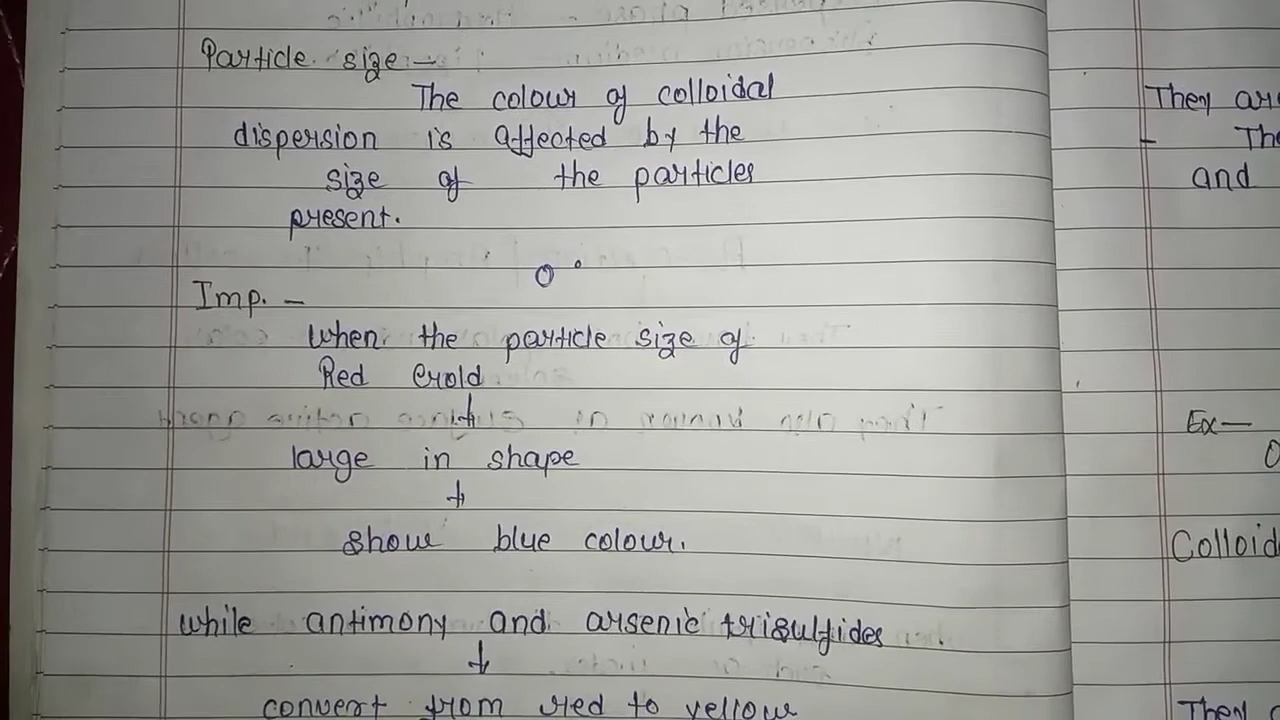 Particle size -
The colour of colloidal
dispersion is affected by the
size of the particles
present.
Imp. -
When the particle size of
Red Gold
↓
large in shape
↓
show blue colour.
while antimony and arsenic trisulfides
↓
convert from red to yellow
They
The
and
Ex-
Colloid
They